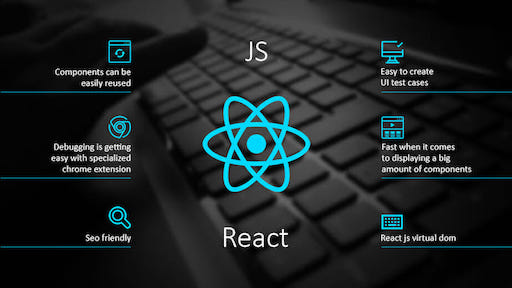 JS
Components can be
easily reused
Debugging is getting
easy with specialized
chrome extension
Seo friendly
Easy to create
UI test cases
Fast when it comes
to displaying a big
amount of components
React js virtual dom
React